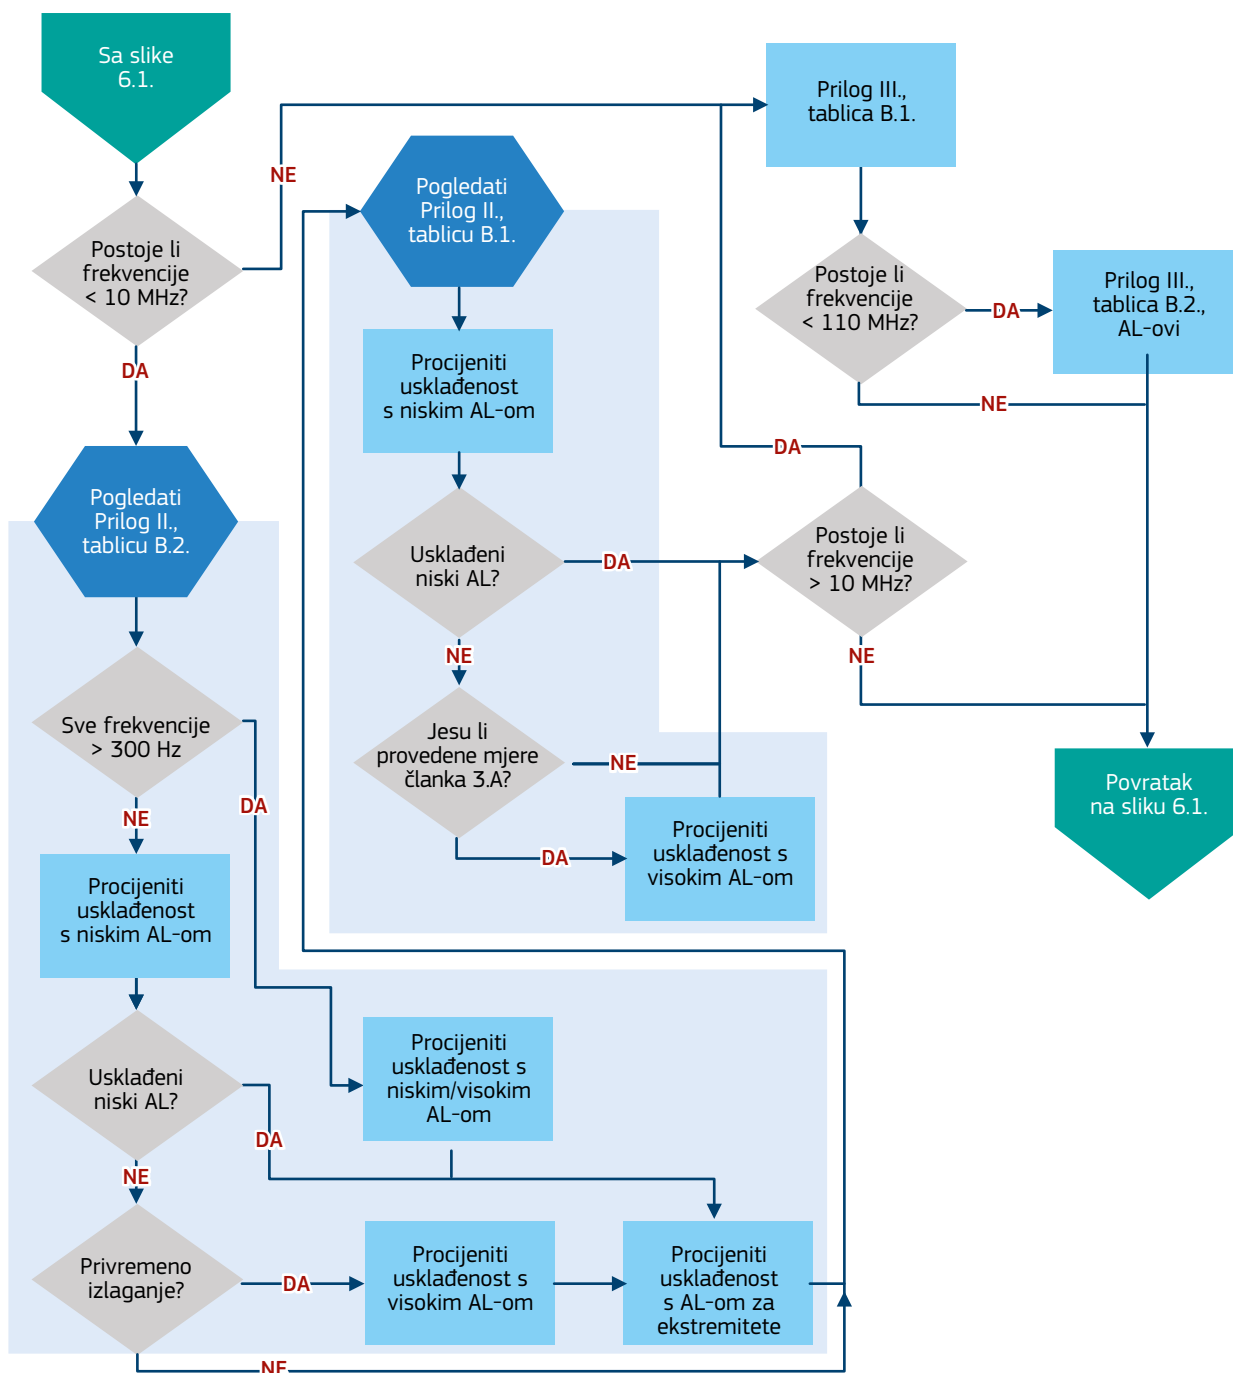 Sa slike
6.1.
NE
Postoje li
frekvencije
< 10 MHz?
DA
Pogledati
Prilog II.,
tablicu B.2.
Sve frekvencije
> 300 Hz
DA
NE
Procijeniti
usklađenost
s niskim AL-om
Usklađeni
niski AL?
DA
NE
Privremeno
izlaganje?
DA
NE
Procijeniti
usklađenost s
niskim/visokim
AL-om
Procijeniti
usklađenost s
visokim AL-om
Procijeniti
usklađenost
s AL-om za
ekstremitete
Pogledati
Prilog II.,
tablicu B.1.
Procijeniti
usklađenost
s niskim AL-om
Usklađeni
niski AL?
DA
NE
Jesu li
provedene mjere
članka 3.A?
NE
DA
Procijeniti
usklađenost s
visokim AL-om
Postoje li
frekvencije
> 10 MHz?
DA
NE
Prilog III.,
tablica B.1.
Postoje li
frekvencije
< 110 MHz?
DA
NE
Prilog III.,
tablica B.2.,
AL-ovi
Povratak
na sliku 6.1.